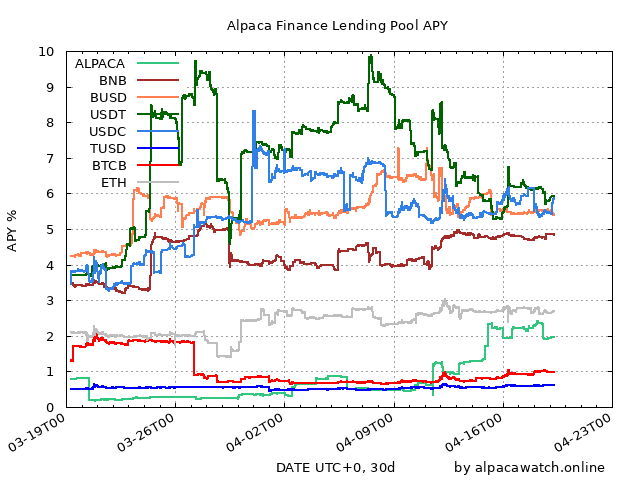 Alpaca Finance Lending Pool APY
10
9
8
7
6
5
4
3
2
1
0
APY %
ALPACA
BNB
BUSD
USDT
USDC
TUSD
BTCB
ETH
03-19T00 03-26T00 04-02T00 04-09T00 04-16T00 04-23T00
DATE UTC+0, 30d by alpacawatch.online